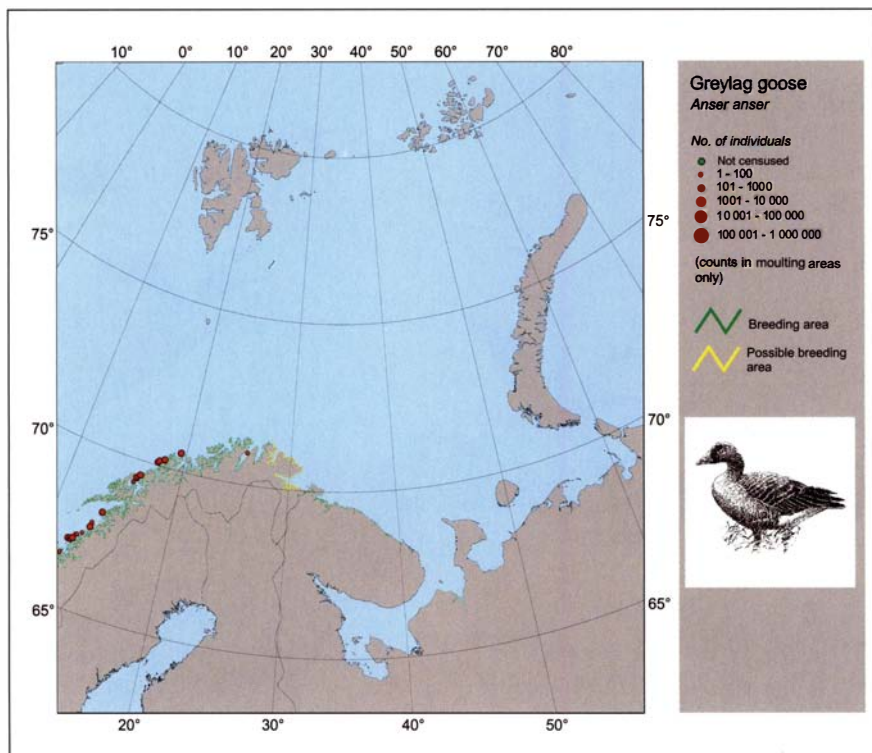 10° 0° 10° 20° 30° 40° 50° 60° 70° 80°
75° 75°
70° 70°
65° 65°
20° 30° 40° 50°
Greylag goose
Anser anser
No. of individuals
Not censused
1 - 100
101 - 1000
1001 - 10 000
10 001 - 100 000
100 001 - 1 000 000
(counts in moulting areas
only)
Breeding area
Possible breeding
area